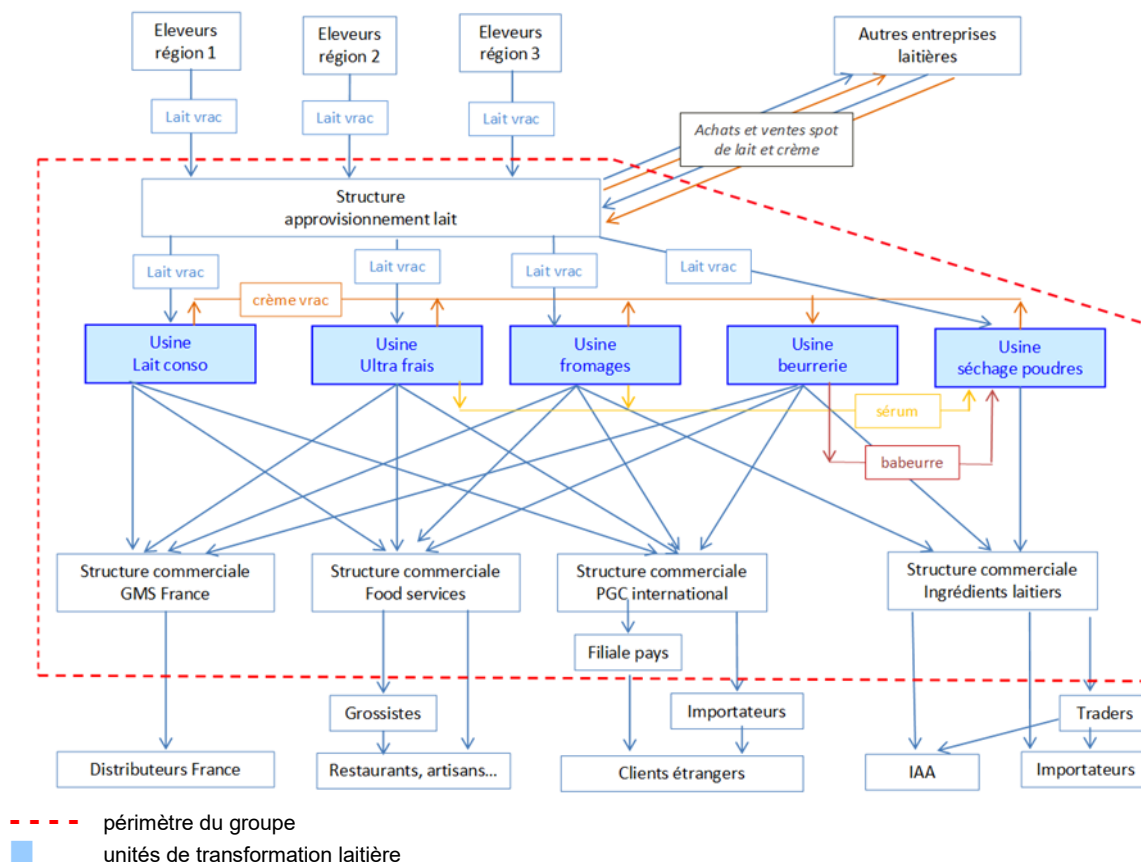 Eleveurs
région 1
Eleveurs
région 2
Eleveurs
région 3
Autres entreprises
laitières
Lait vrac
Lait vrac
Lait vrac
Achats et ventes spot
de lait et crème
Structure
approvisionnement lait
Lait vrac
Lait vrac
Lait vrac
Lait vrac
crème vrac
Usine
Lait conso
Usine
Ultra frais
Usine
fromages
Usine
beurrerie
Usine
séchage poudres
sérum
babeurre
Structure commerciale
GMS France
Structure commerciale
Food services
Structure commerciale
PGC international
Structure commerciale
Ingrédients laitiers
Filiale pays
Grossistes
Importateurs
Traders
Distributeurs France
Restaurants, artisans...
Clients étrangers
IAA
Importateurs
périmètre du groupe
unités de transformation laitière